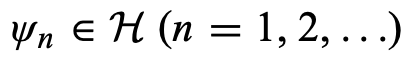 ψₙ ∈ ℋ (n = 1, 2, . . .)